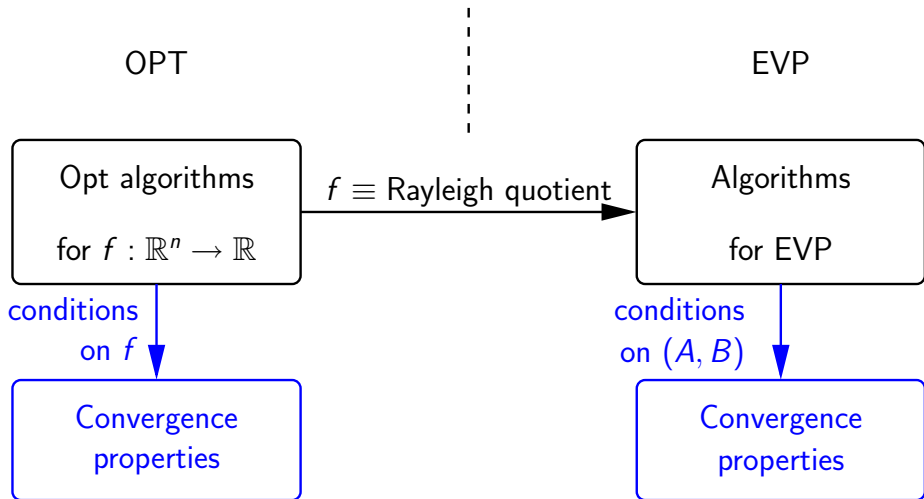 OPT
EVP
Opt algorithms
for f : ℝⁿ → ℝ
f ≡ Rayleigh quotient
Algorithms
for EVP
conditions
on f
conditions
on (A, B)
Convergence
properties
Convergence
properties